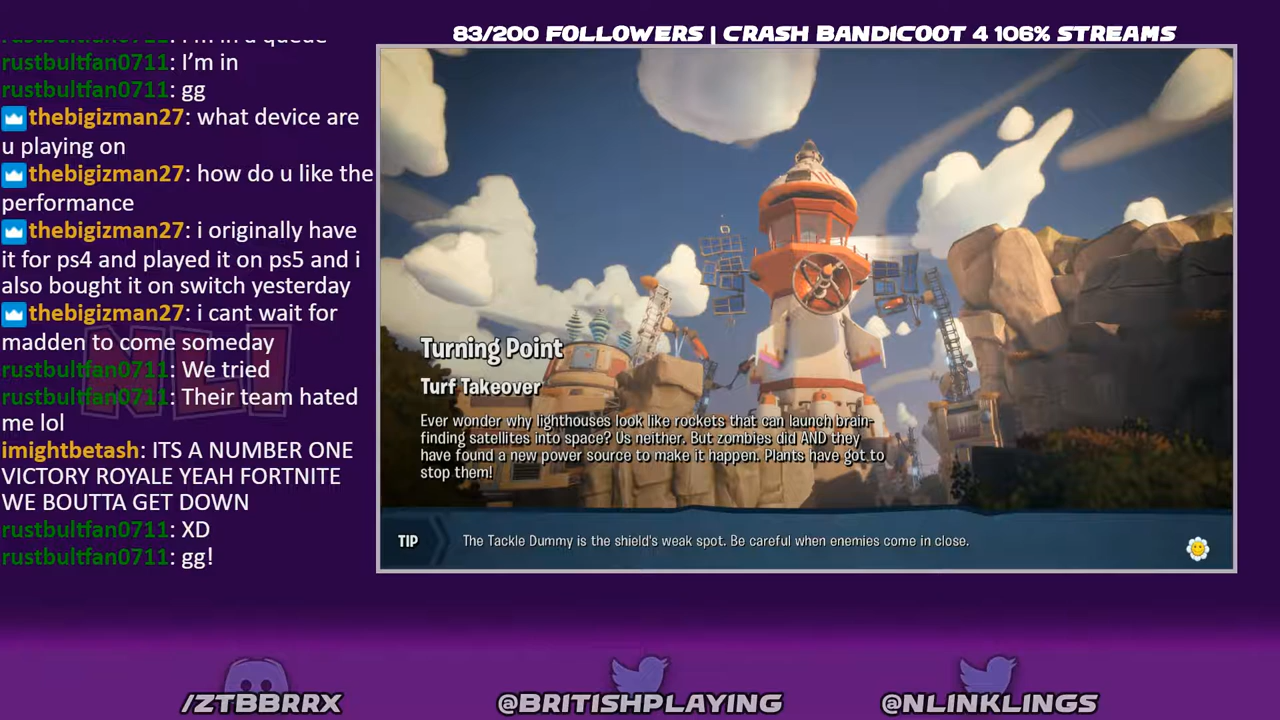 83/200 FOLLOWERS | CRASH BANDICOOT 4 106% STREAMS
rustbultfan0711: I'm in a queue
rustbultfan0711: I'm in
rustbultfan0711: gg
thebigizman27: what device are
u playing on
thebigizman27: how do u like the
performance
thebigizman27: i originally have
it for ps4 and played it on ps5 and i
also bought it on switch yesterday
thebigizman27: i cant wait for
madden to come someday
rustbultfan0711: We tried
rustbultfan0711: Their team hated
me lol
imightbetash: ITS A NUMBER ONE
VICTORY ROYALE YEAH FORTNITE
WE BOUTTA GET DOWN
rustbultfan0711: XD
rustbultfan0711: gg!
NLI
Turning Point
Turf Takeover
Ever wonder why lighthouses look like rockets that can launch brain-
finding satellites into space? Us neither. But zombies did AND they
have found a new power source to make it happen. Plants have got to
stop them!
TIP
The Tackle Dummy is the shield's weak spot. Be careful when enemies come in close.
/ZTBBRRX
@BRITISHPLAYING
@NLINKLINGS